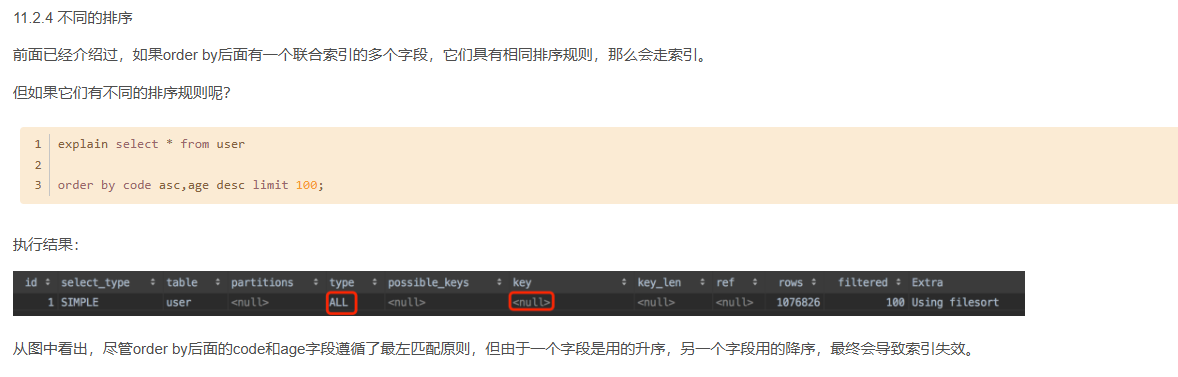 11.2.4 不同的排序
前面已经介绍过，如果order by后面有一个联合索引的多个字段，它们具有相同排序规则，那么会走索引。
但如果它们有不同的排序规则呢？
1 explain select * from user
2
3 order by code asc,age desc limit 100;
执行结果：
id select_type table partitions type possible_keys key key_len ref rows filtered Extra
1 SIMPLE user <null> ALL <null> <null> <null> <null> 1076826 100 Using filesort
从图中看出，尽管order by后面的code和age字段遵循了最左匹配原则，但由于一个字段是用的升序，另一个字段用的降序，最终会导致索引失效。